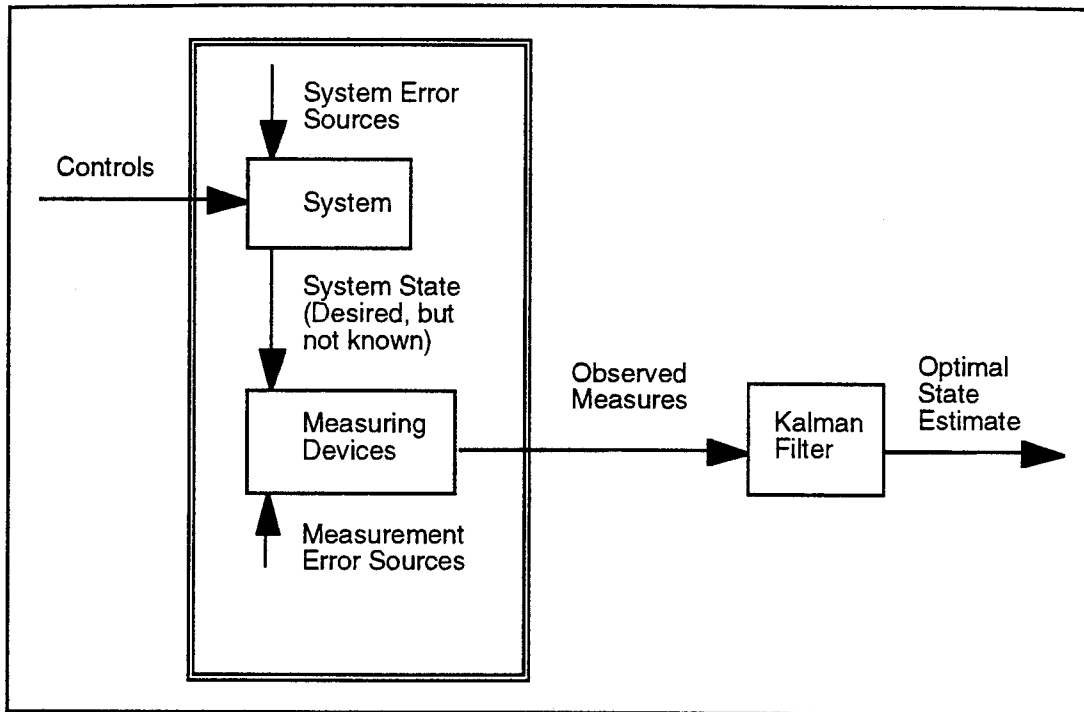 System Error
Sources
Controls
System
System State
(Desired, but
not known)
Observed
Measures
Optimal
State
Estimate
Measuring
Devices
Kalman
Filter
Measurement
Error Sources